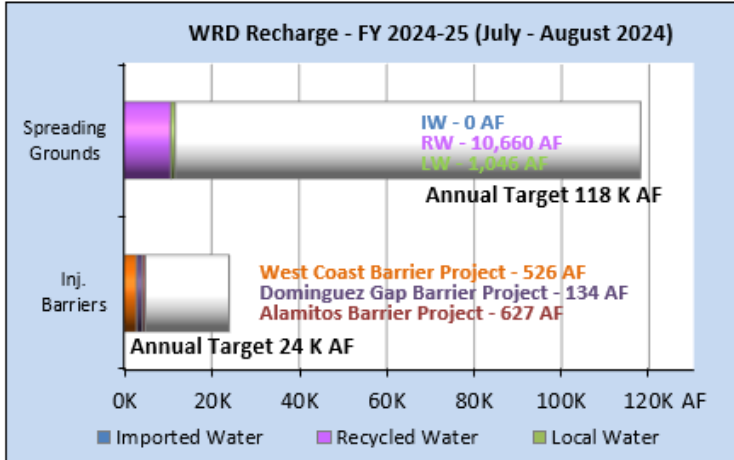 WRD Recharge - FY 2024-25 (July - August 2024)
Spreading
Grounds
IW - 0 AF
RW - 10,660 AF
LW - 1,046 AF
Annual Target 118 K AF
Inj.
Barriers
West Coast Barrier Project - 526 AF
Dominguez Gap Barrier Project - 134 AF
Alamitos Barrier Project - 627 AF
Annual Target 24 K AF
0K 20K 40K 60K 80K 100K 120K AF
Imported Water Recycled Water Local Water